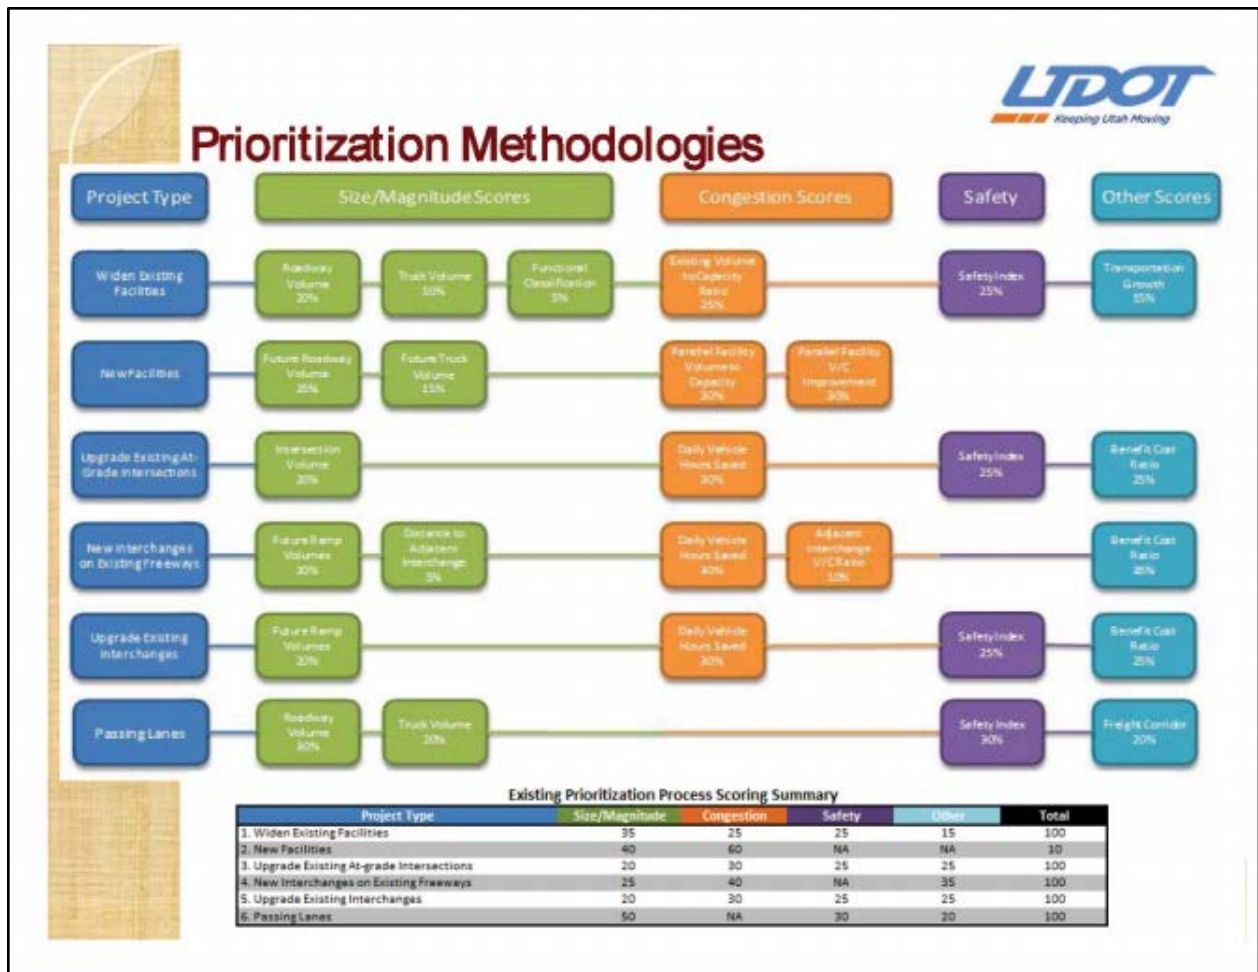 UDOT
Keeping Utah Moving
Prioritization Methodologies
Project Type
Size/Magnitude Scores
Congestion Scores
Safety
Other Scores
Widen Existing
Facilities
Roadway
Volume
20%
Truck Volume
10%
Functional
Classification
5%
Existing Volume
to Capacity
Ratio
25%
Safety Index
25%
Transportation
Growth
15%
New Facilities
Future Roadway
Volume
25%
Future Truck
Volume
15%
Parallel Facility
Volume to
Capacity
30%
Parallel Facility
V/C
Improvement
30%
Upgrade Existing At-
Grade Intersections
Intersection
Volume
20%
Daily Vehicle
Hours Saved
30%
Safety Index
25%
Benefit Cost
Ratio
25%
New Interchanges
on Existing Freeways
Future Ramp
Volumes
20%
Distance to
Adjacent
Interchange
5%
Daily Vehicle
Hours Saved
30%
Adjacent
Interchange
V/C Ratio
10%
Benefit Cost
Ratio
35%
Upgrade Existing
Interchanges
Future Ramp
Volumes
20%
Daily Vehicle
Hours Saved
30%
Safety Index
25%
Benefit Cost
Ratio
25%
Passing Lanes
Roadway
Volume
30%
Truck Volume
20%
Safety Index
30%
Freight Corridor
20%
Existing Prioritization Process Scoring Summary
Project Type Size/Magnitude Congestion Safety Other Total
1. Widen Existing Facilities 35 25 25 15 100
2. New Facilities 40 60 NA NA 10
3. Upgrade Existing At-grade Intersections 20 30 25 25 100
4. New Interchanges on Existing Freeways 25 40 NA 35 100
5. Upgrade Existing Interchanges 20 30 25 25 100
6. Passing Lanes 50 NA 30 20 100